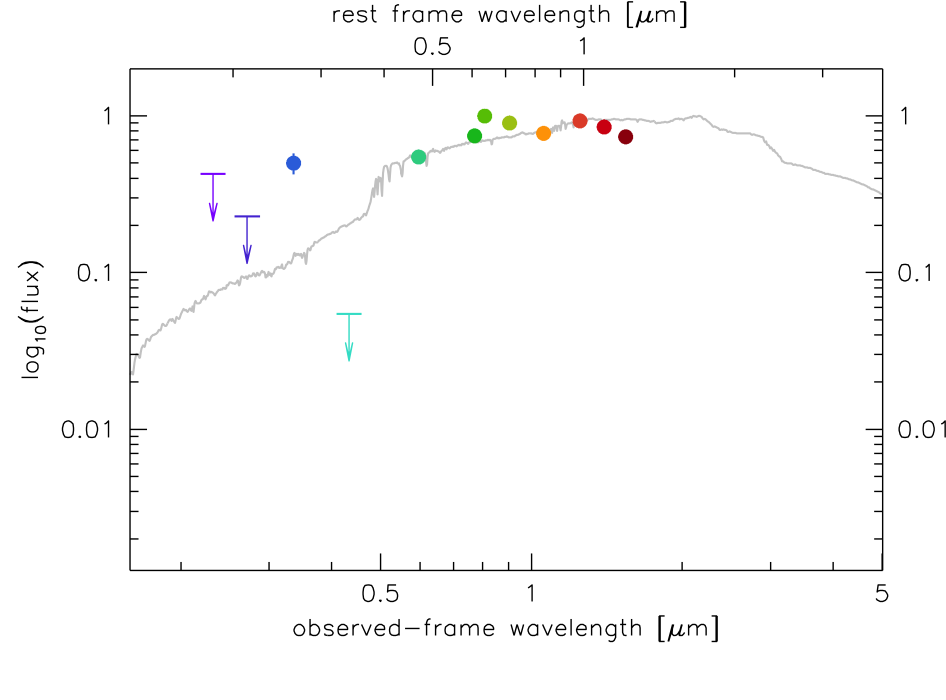 rest frame wavelength [μm]
0.5 1
1 1
0.1 0.1
log10(flux)
0.01 0.01
0.5 1 5
observed-frame wavelength [μm]